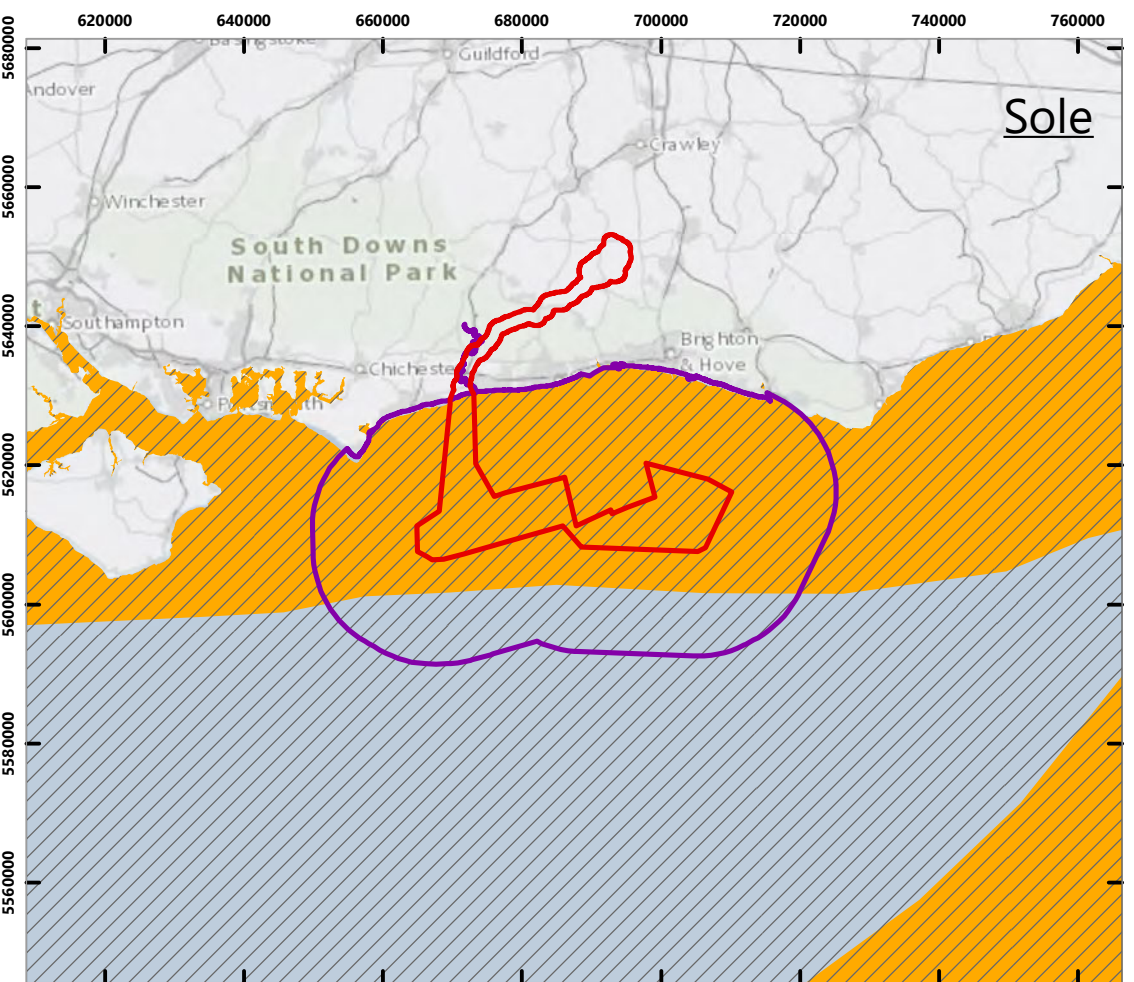 620000 640000 660000 680000 700000 720000 740000 760000
5680000
5660000
5640000
5620000
5600000
5580000
5560000
Sole
Basingstoke
Guildford
Andover
Crawley
Winchester
South Downs
National Park
Southampton
Brighton
& Hove
Chichester
Portsmouth